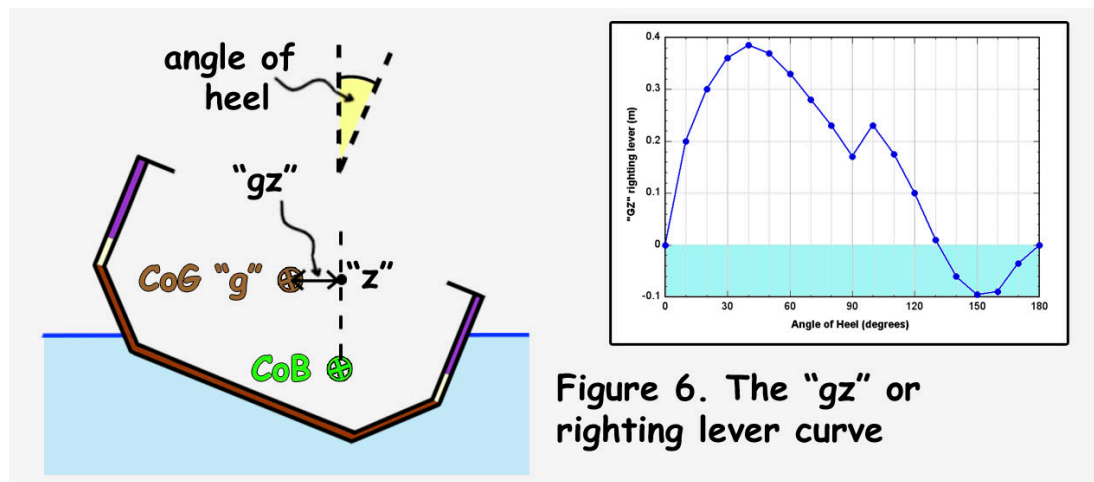 angle of
heel
“gz”
CoG “g”
“z”
CoB
0.4
0.3
0.2
0.1
0
-0.1
"GZ" righting lever (m)
0
30
60
90
120
150
180
Angle of Heel (degrees)
Figure 6. The “gz” or
righting lever curve